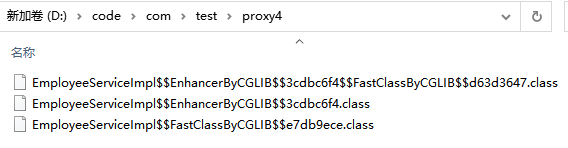 新加卷 (D:) > code > com > test > proxy4
名称
EmployeeServiceImpl$$EnhancerByCGLIB$$3cdbc6f4$$FastClassByCGLIB$$d63d3647.class
EmployeeServiceImpl$$EnhancerByCGLIB$$3cdbc6f4.class
EmployeeServiceImpl$$FastClassByCGLIB$$e7db9ece.class